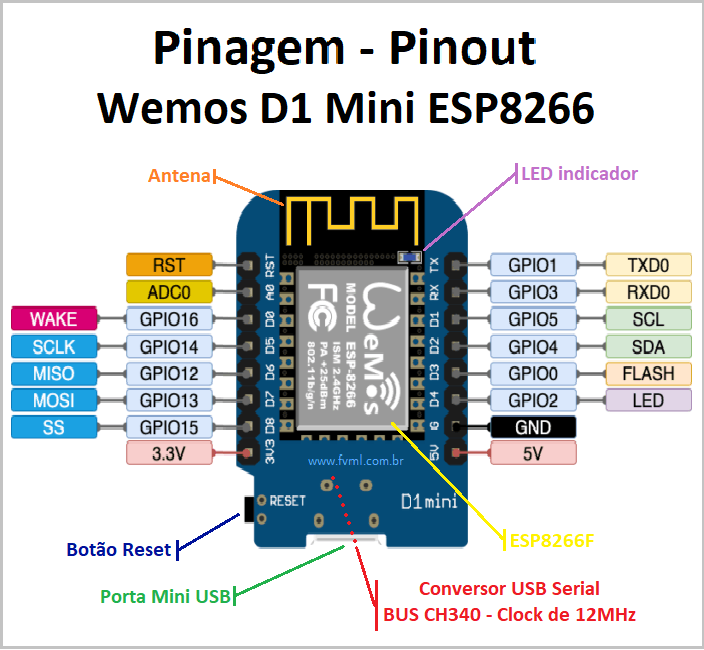 Pinagem - Pinout
Wemos D1 Mini ESP8266
Antena
LED indicador
RST
RST
TX
GPIO1
TXD0
ADC0
A0
RX
GPIO3
RXD0
WAKE
GPIO16
D0
D1
GPIO5
SCL
SCLK
GPIO14
D5
D2
GPIO4
SDA
MISO
GPIO12
D6
D3
GPIO0
FLASH
MOSI
GPIO13
D7
D4
GPIO2
LED
SS
GPIO15
D8
G
GND
3.3V
3V3
5V
5V
WeMos
MODEL ESP-8266
ISM 2.4GHz
PA +25dBm
802.11b/g/n
FC
www.fvml.com.br
RESET
D1mini
Botão Reset
ESP8266F
Porta Mini USB
Conversor USB Serial
BUS CH340 - Clock de 12MHz